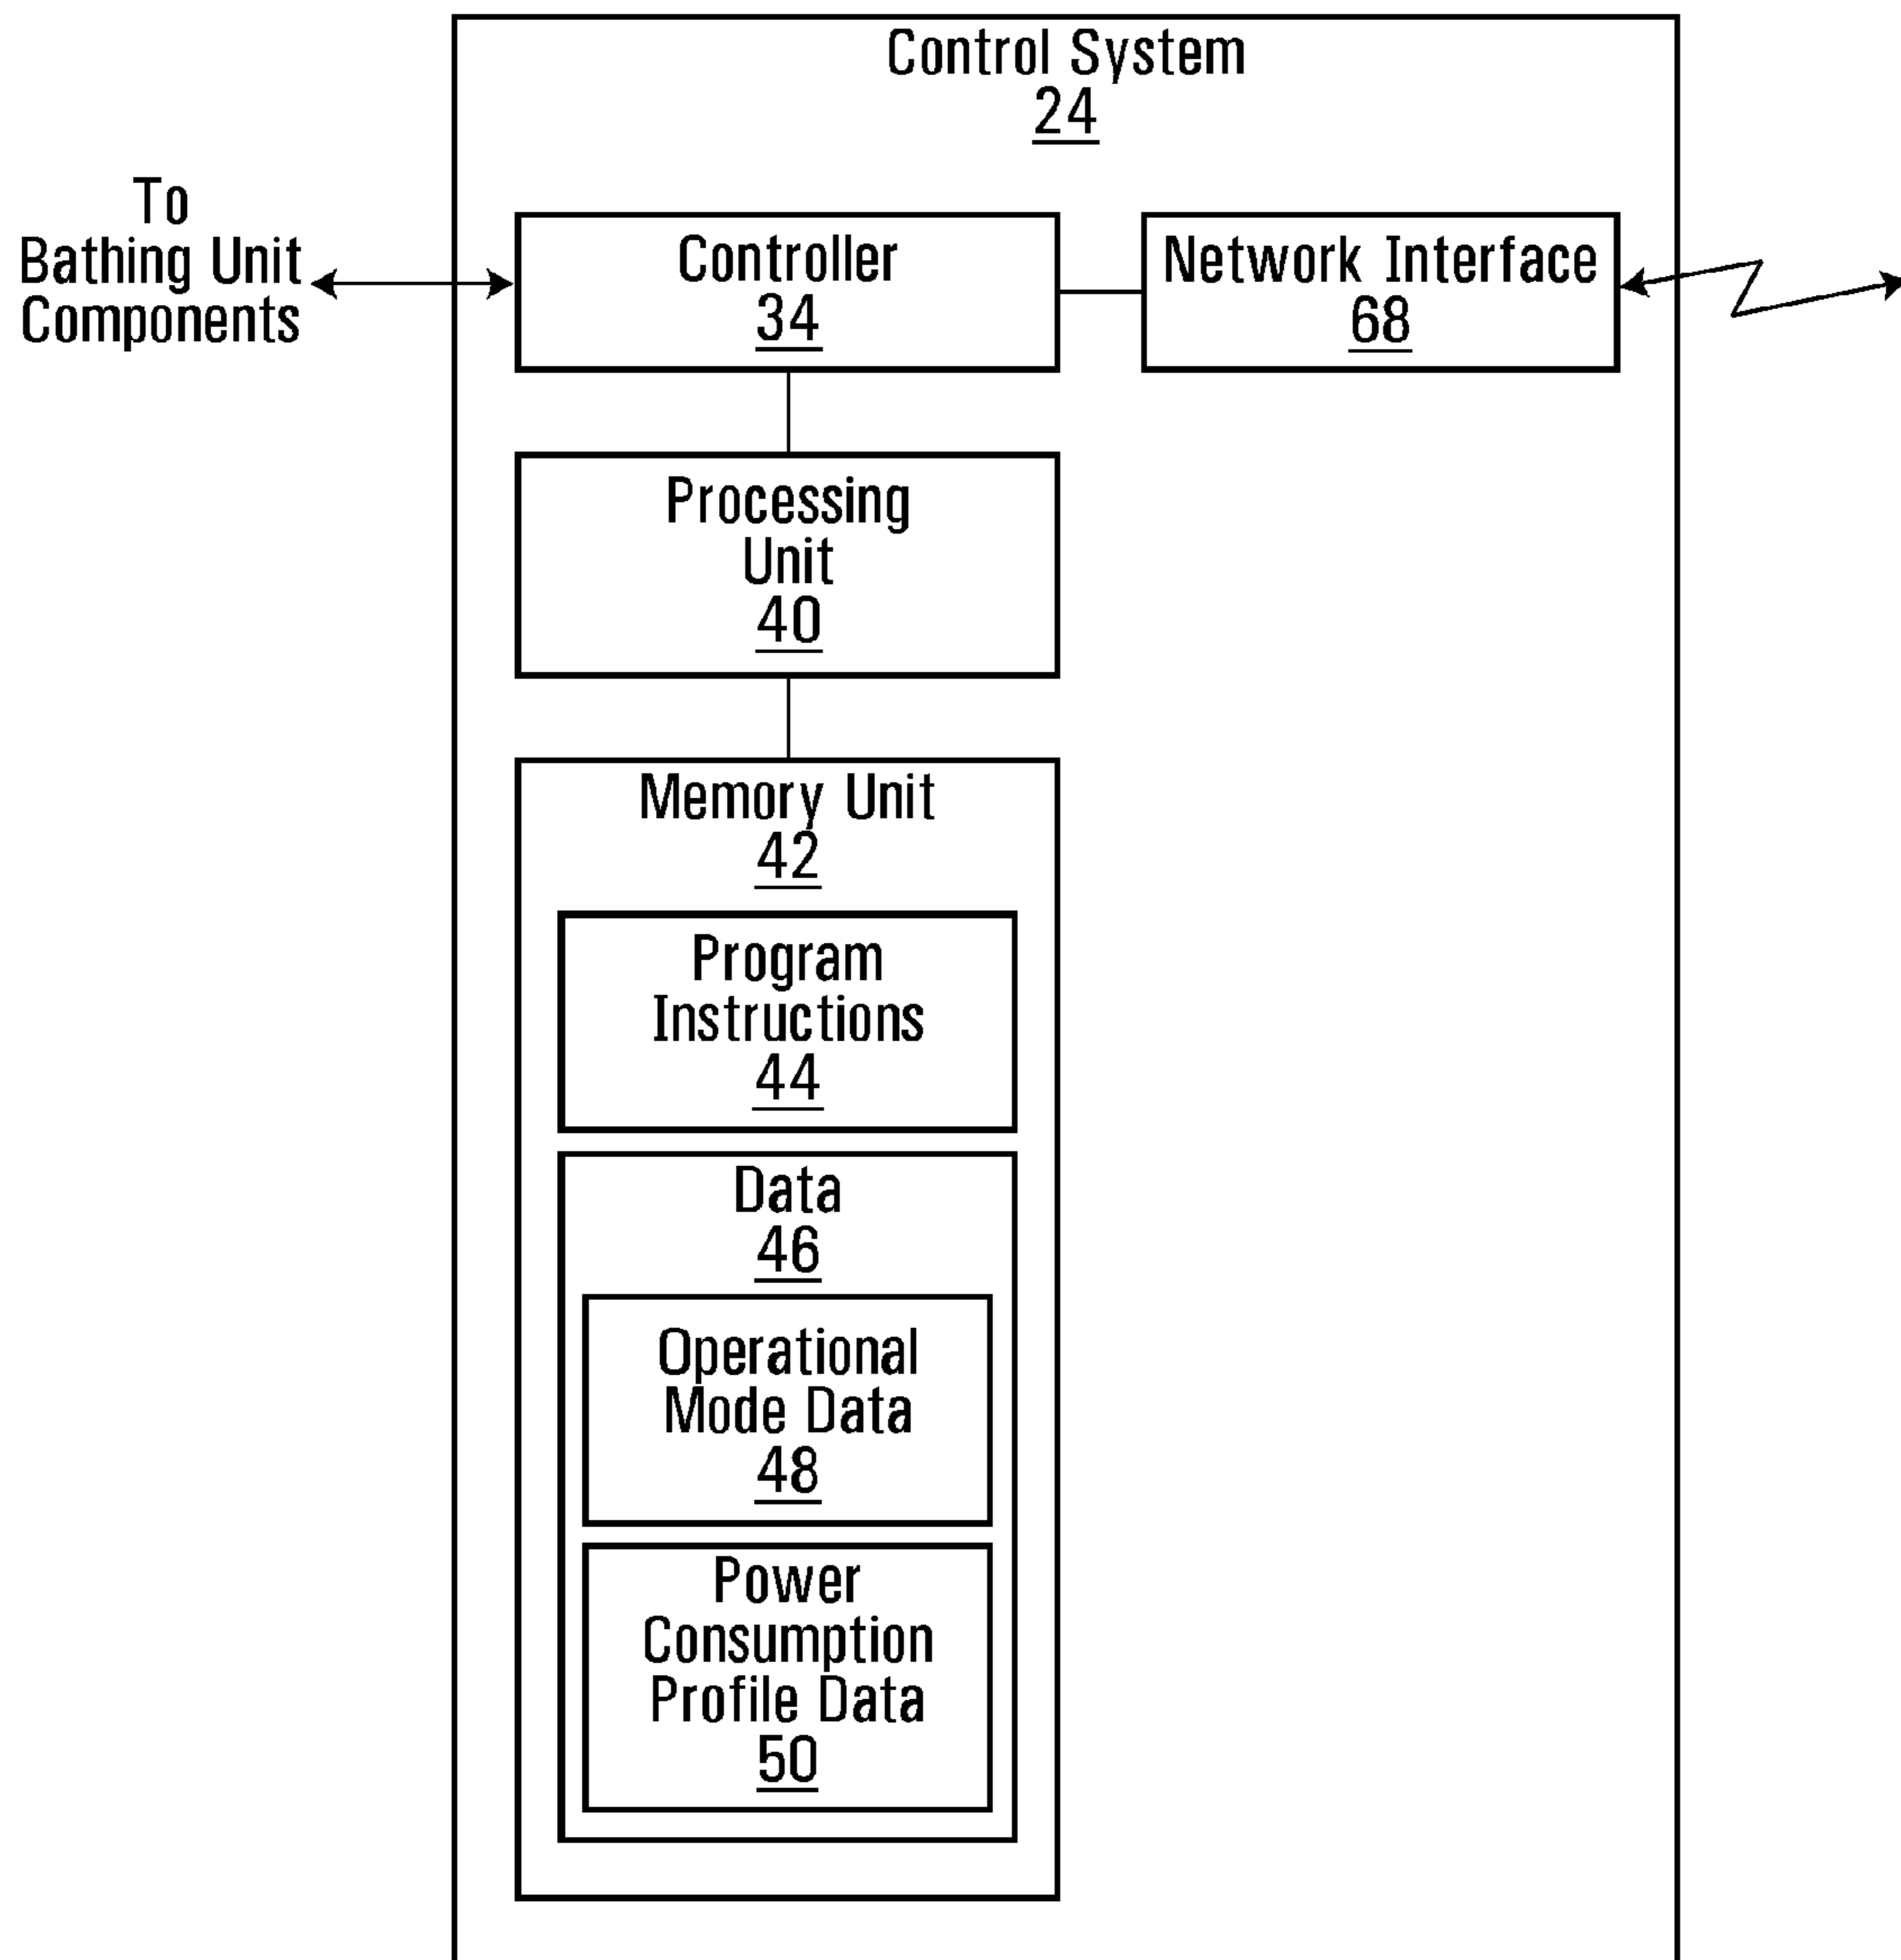 Control System
24
To
Bathing Unit
Components
Controller
34
Network Interface
68
Processing
Unit
40
Memory Unit
42
Program
Instructions
44
Data
46
Operational
Mode Data
48
Power
Consumption
Profile Data
50